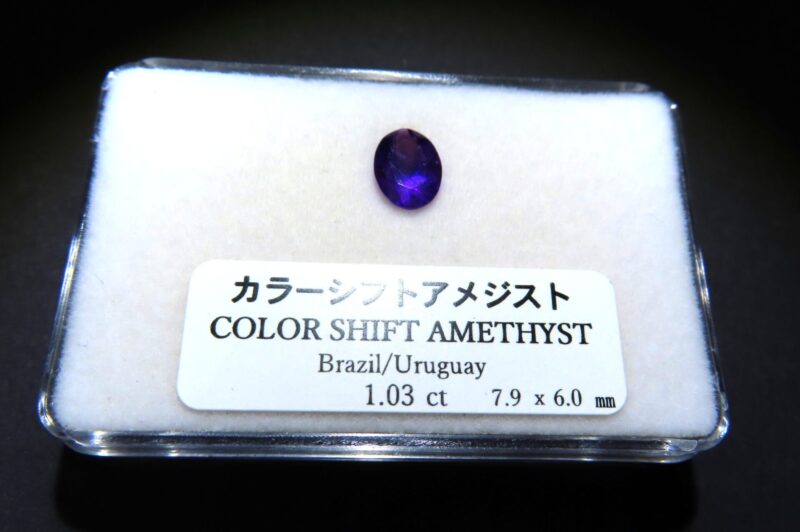 カラーシフトアメジスト
COLOR SHIFT AMETHYST
Brazil/Uruguay
1.03 ct 7.9 x 6.0 mm